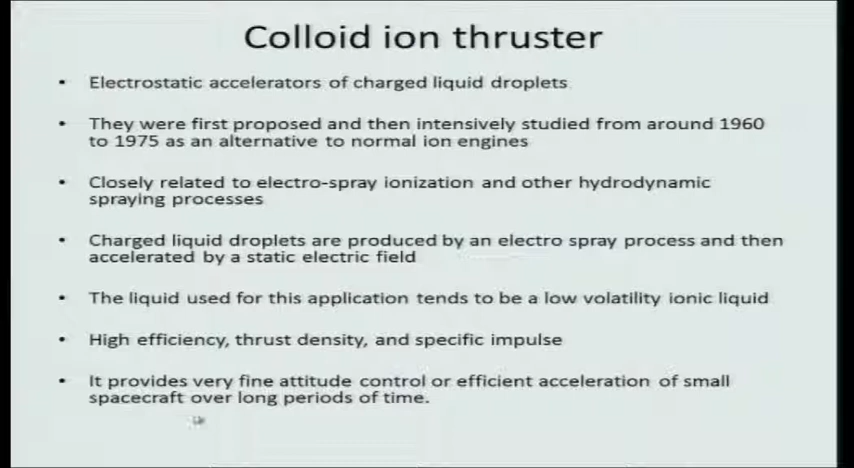 Colloid ion thruster
• Electrostatic accelerators of charged liquid droplets
• They were first proposed and then intensively studied from around 1960
to 1975 as an alternative to normal ion engines
• Closely related to electro-spray ionization and other hydrodynamic
spraying processes
• Charged liquid droplets are produced by an electro spray process and then
accelerated by a static electric field
• The liquid used for this application tends to be a low volatility ionic liquid
• High efficiency, thrust density, and specific impulse
• It provides very fine attitude control or efficient acceleration of small
spacecraft over long periods of time.